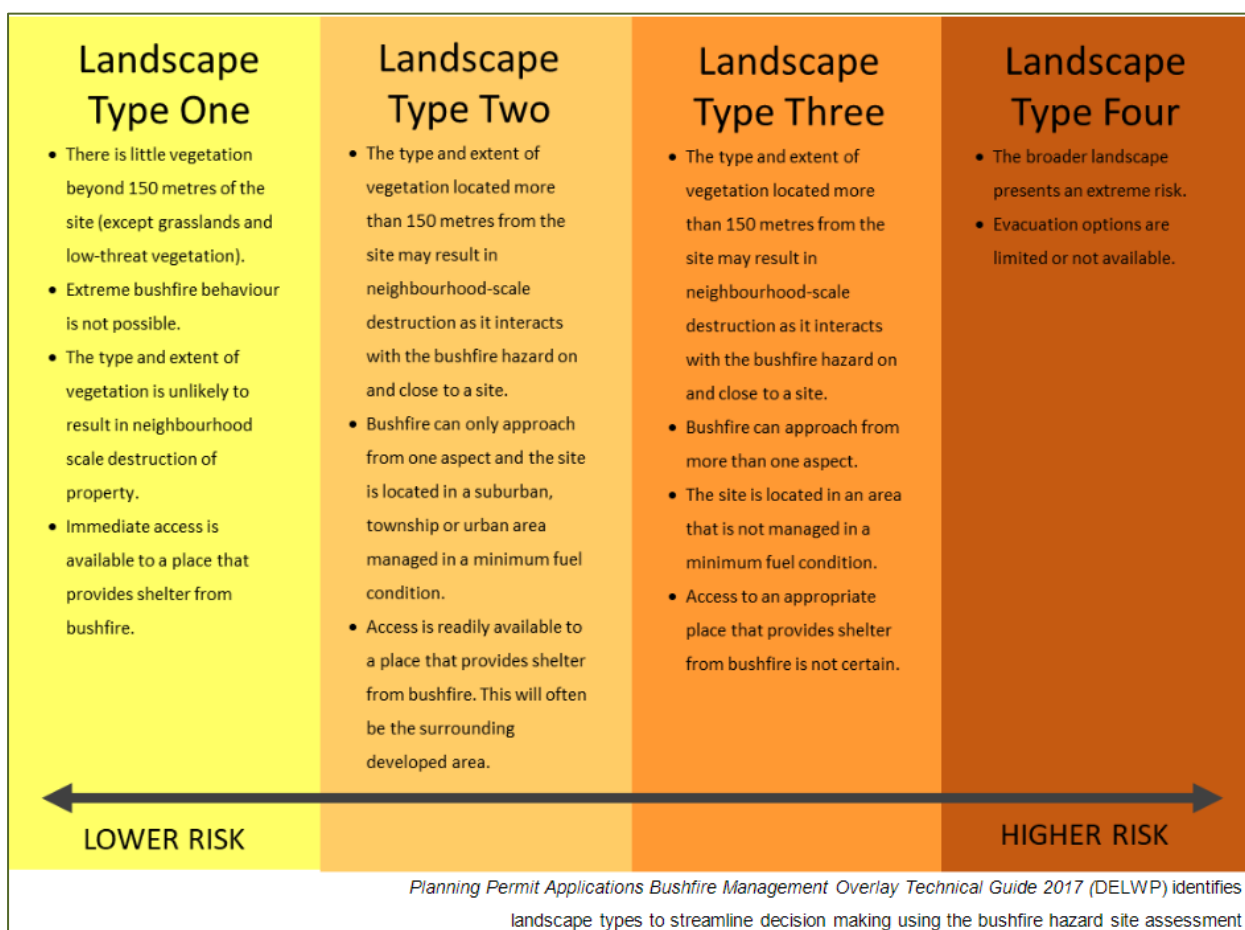 Landscape
Type One
• There is little vegetation
beyond 150 metres of the
site (except grasslands and
low-threat vegetation).
• Extreme bushfire behaviour
is not possible.
• The type and extent of
vegetation is unlikely to
result in neighbourhood
scale destruction of
property.
• Immediate access is
available to a place that
provides shelter from
bushfire.
Landscape
Type Two
• The type and extent of
vegetation located more
than 150 metres from the
site may result in
neighbourhood-scale
destruction as it interacts
with the bushfire hazard on
and close to a site.
• Bushfire can only approach
from one aspect and the site
is located in a suburban,
township or urban area
managed in a minimum fuel
condition.
• Access is readily available to
a place that provides shelter
from bushfire. This will often
be the surrounding
developed area.
Landscape
Type Three
• The type and extent of
vegetation located more
than 150 metres from the
site may result in
neighbourhood-scale
destruction as it interacts
with the bushfire hazard on
and close to a site.
• Bushfire can approach from
more than one aspect.
• The site is located in an area
that is not managed in a
minimum fuel condition.
• Access to an appropriate
place that provides shelter
from bushfire is not certain.
Landscape
Type Four
• The broader landscape
presents an extreme risk.
• Evacuation options are
limited or not available.
LOWER RISK
HIGHER RISK
Planning Permit Applications Bushfire Management Overlay Technical Guide 2017 (DELWP) identifies
landscape types to streamline decision making using the bushfire hazard site assessment